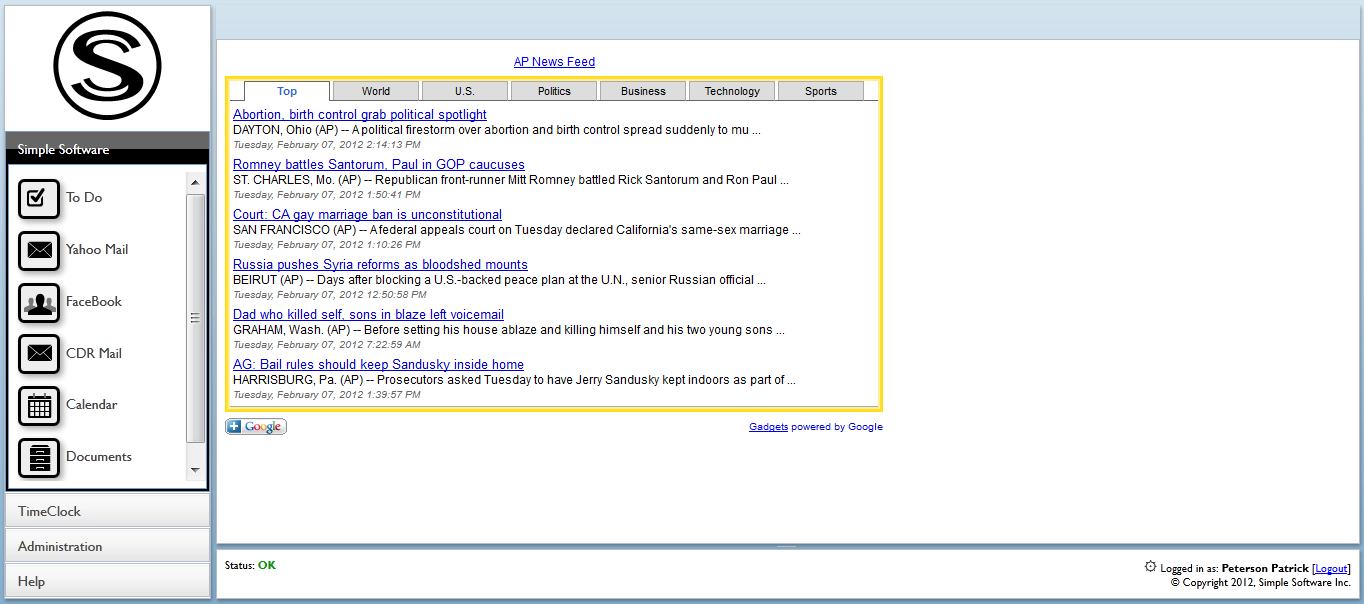 S
Simple Software
To Do
Yahoo Mail
FaceBook
CDR Mail
Calendar
Documents
TimeClock
Administration
Help
AP News Feed
Top World U.S. Politics Business Technology Sports
Abortion, birth control grab political spotlight
DAYTON, Ohio (AP) -- A political firestorm over abortion and birth control spread suddenly to mu ...
Tuesday, February 07, 2012 2:14:13 PM
Romney battles Santorum, Paul in GOP caucuses
ST. CHARLES, Mo. (AP) -- Republican front-runner Mitt Romney battled Rick Santorum and Ron Paul ...
Tuesday, February 07, 2012 1:50:41 PM
Court: CA gay marriage ban is unconstitutional
SAN FRANCISCO (AP) -- A federal appeals court on Tuesday declared California's same-sex marriage ...
Tuesday, February 07, 2012 1:10:26 PM
Russia pushes Syria reforms as bloodshed mounts
BEIRUT (AP) -- Days after blocking a U.S.-backed peace plan at the U.N., senior Russian official ...
Tuesday, February 07, 2012 12:50:58 PM
Dad who killed self, sons in blaze left voicemail
GRAHAM, Wash. (AP) -- Before setting his house ablaze and killing himself and his two young sons ...
Tuesday, February 07, 2012 7:22:59 AM
AG: Bail rules should keep Sandusky inside home
HARRISBURG, Pa. (AP) -- Prosecutors asked Tuesday to have Jerry Sandusky kept indoors as part of ...
Tuesday, February 07, 2012 1:39:57 PM
Google Gadgets powered by Google
Status: OK
Logged in as: Peterson Patrick [Logout]
© Copyright 2012, Simple Software Inc.